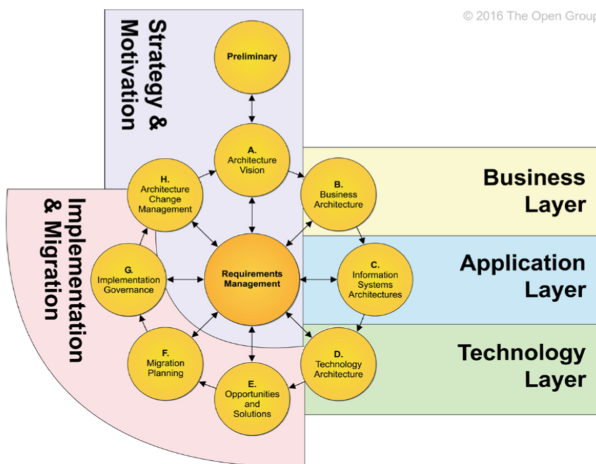 © 2016 The Open Group
Strategy &
Motivation
Preliminary
A.
Architecture
Vision
H.
Architecture
Change
Management
B.
Business
Architecture
Business
Layer
Implementation
& Migration
G.
Implementation
Governance
Requirements
Management
C.
Information
Systems
Architectures
Application
Layer
F.
Migration
Planning
D.
Technology
Architecture
Technology
Layer
E.
Opportunities
and
Solutions